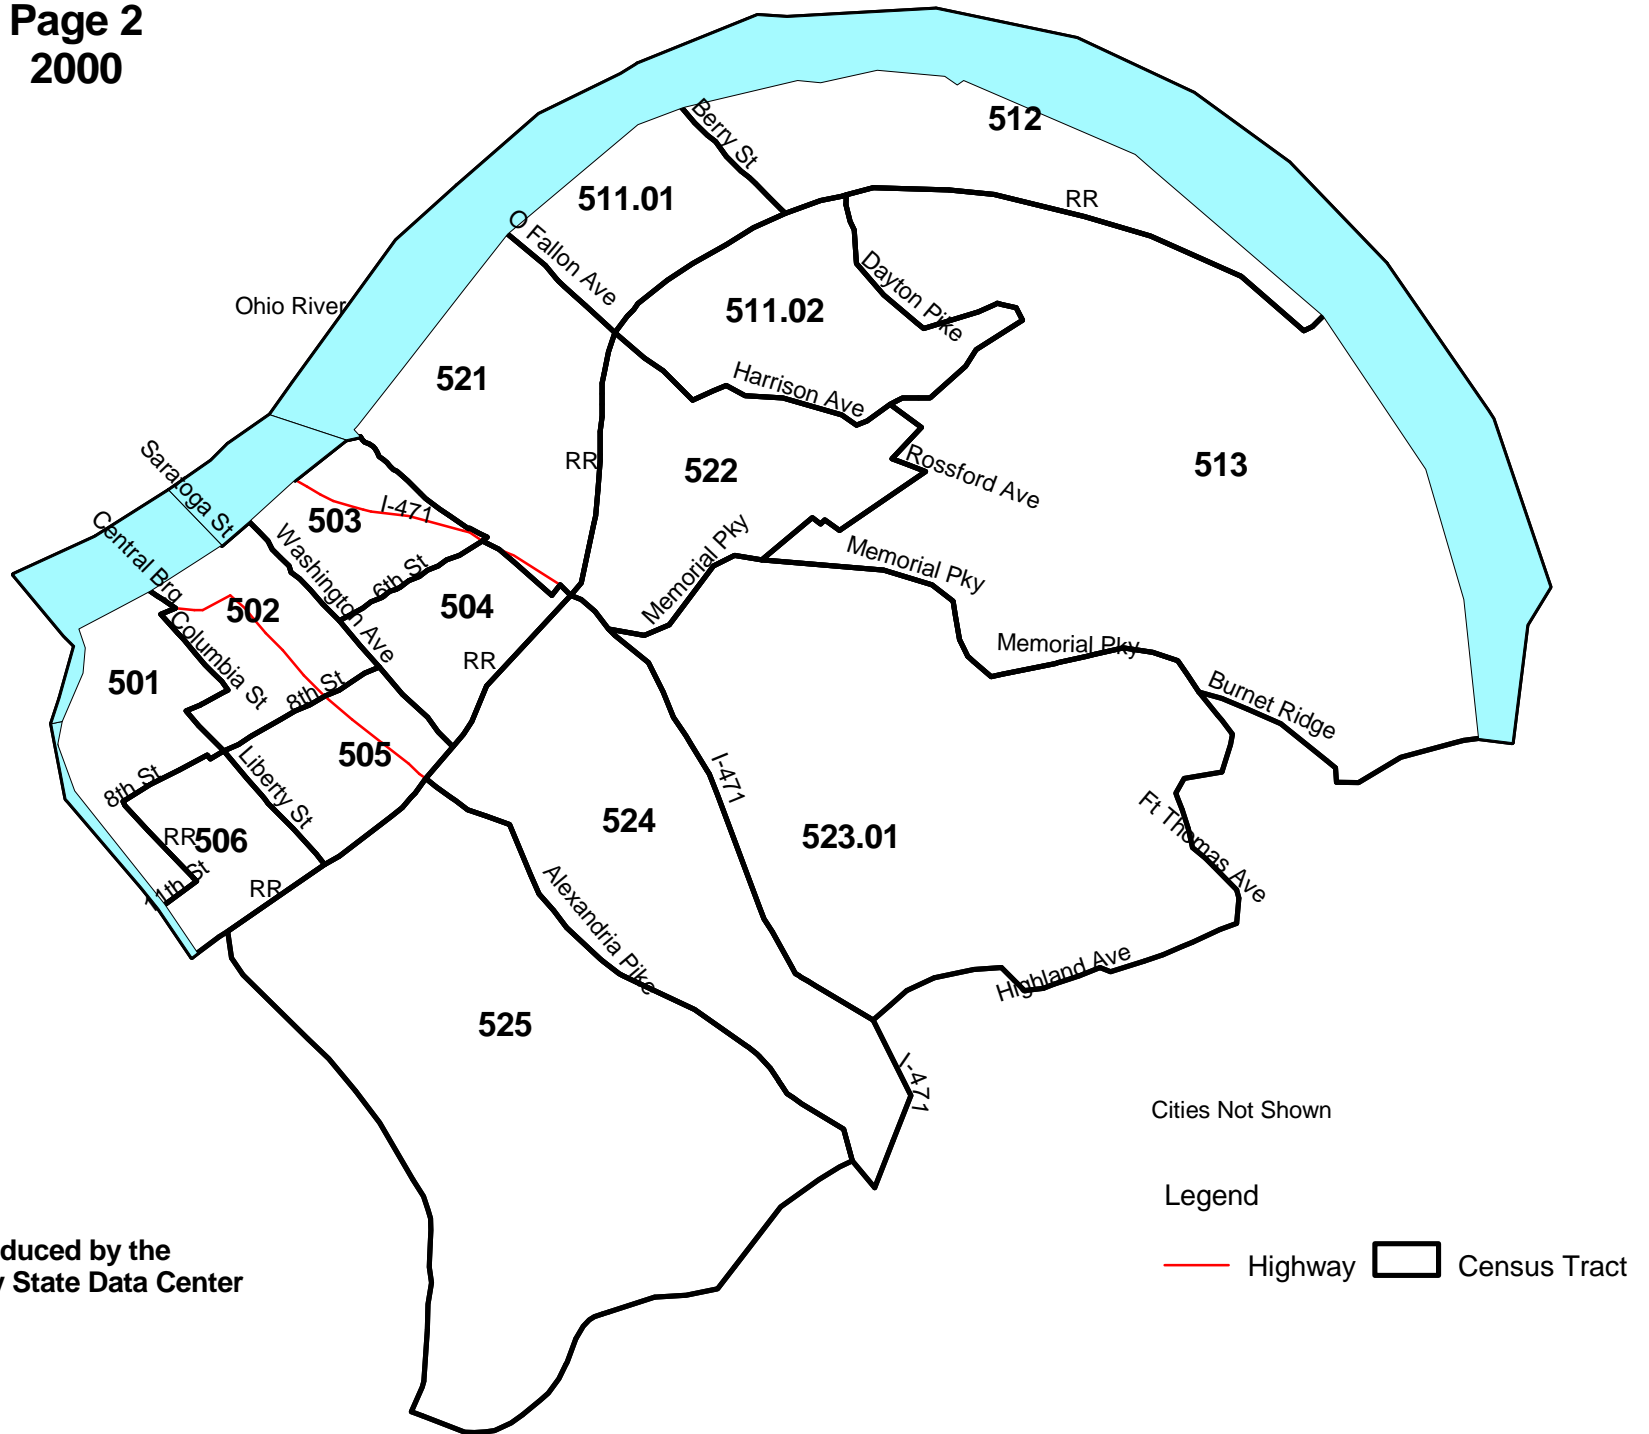 Page 2
2000
512
Berry St
511.01
RR
O Fallon Ave
Dayton Pike
Ohio River
511.02
521
Harrison Ave
Saratoga St
RR
522
Rossford Ave
513
I-471
503
Central Brg
Washington Ave
Memorial Pky
Memorial Pky
6th St
502
504
Columbia St
Memorial Pky
RR
501
8th St
Burnet Ridge
505
Liberty St
8th St
I-471
524
523.01
Ft Thomas Ave
RR
506
11th St
RR
Alexandria Pike
Highland Ave
525
I-471
Cities Not Shown
Legend
duced by the
y State Data Center
Highway
Census Tract